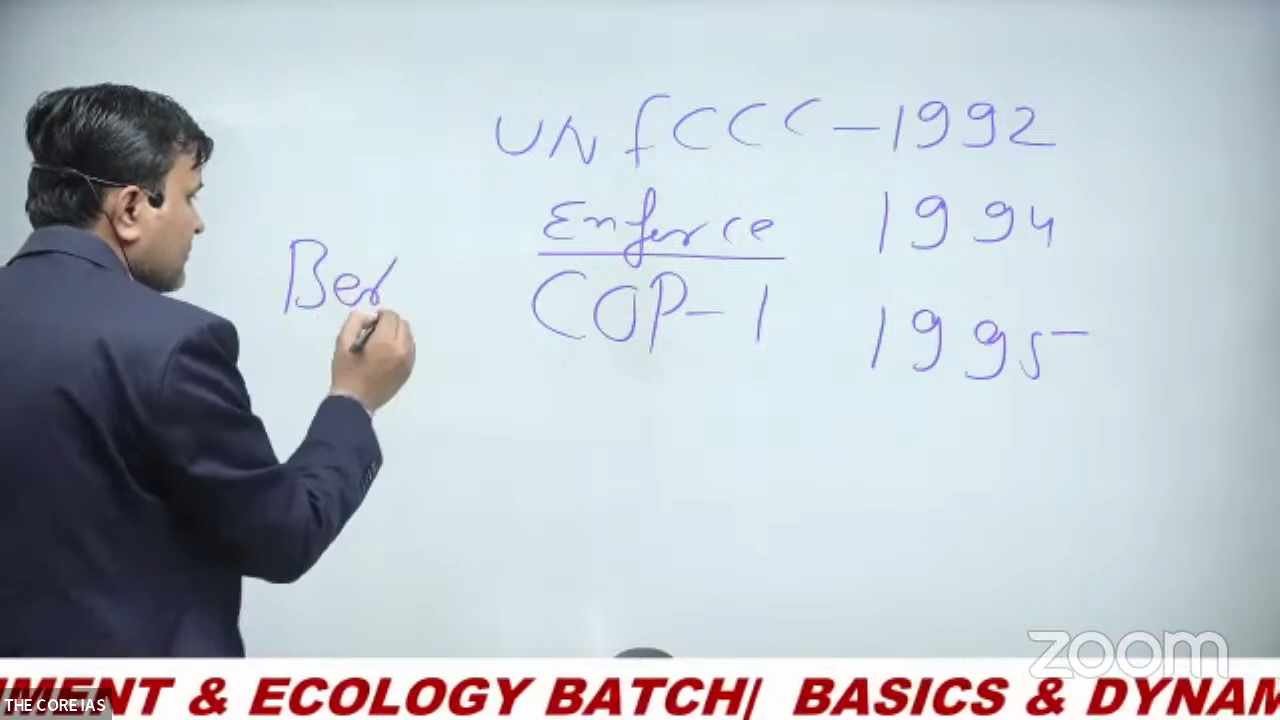 UNFCCC – 1992
Enforce 1994
Ber COP-1 1995
zoom
MENT & ECOLOGY BATCH| BASICS & DYNAM
THE CORE IAS